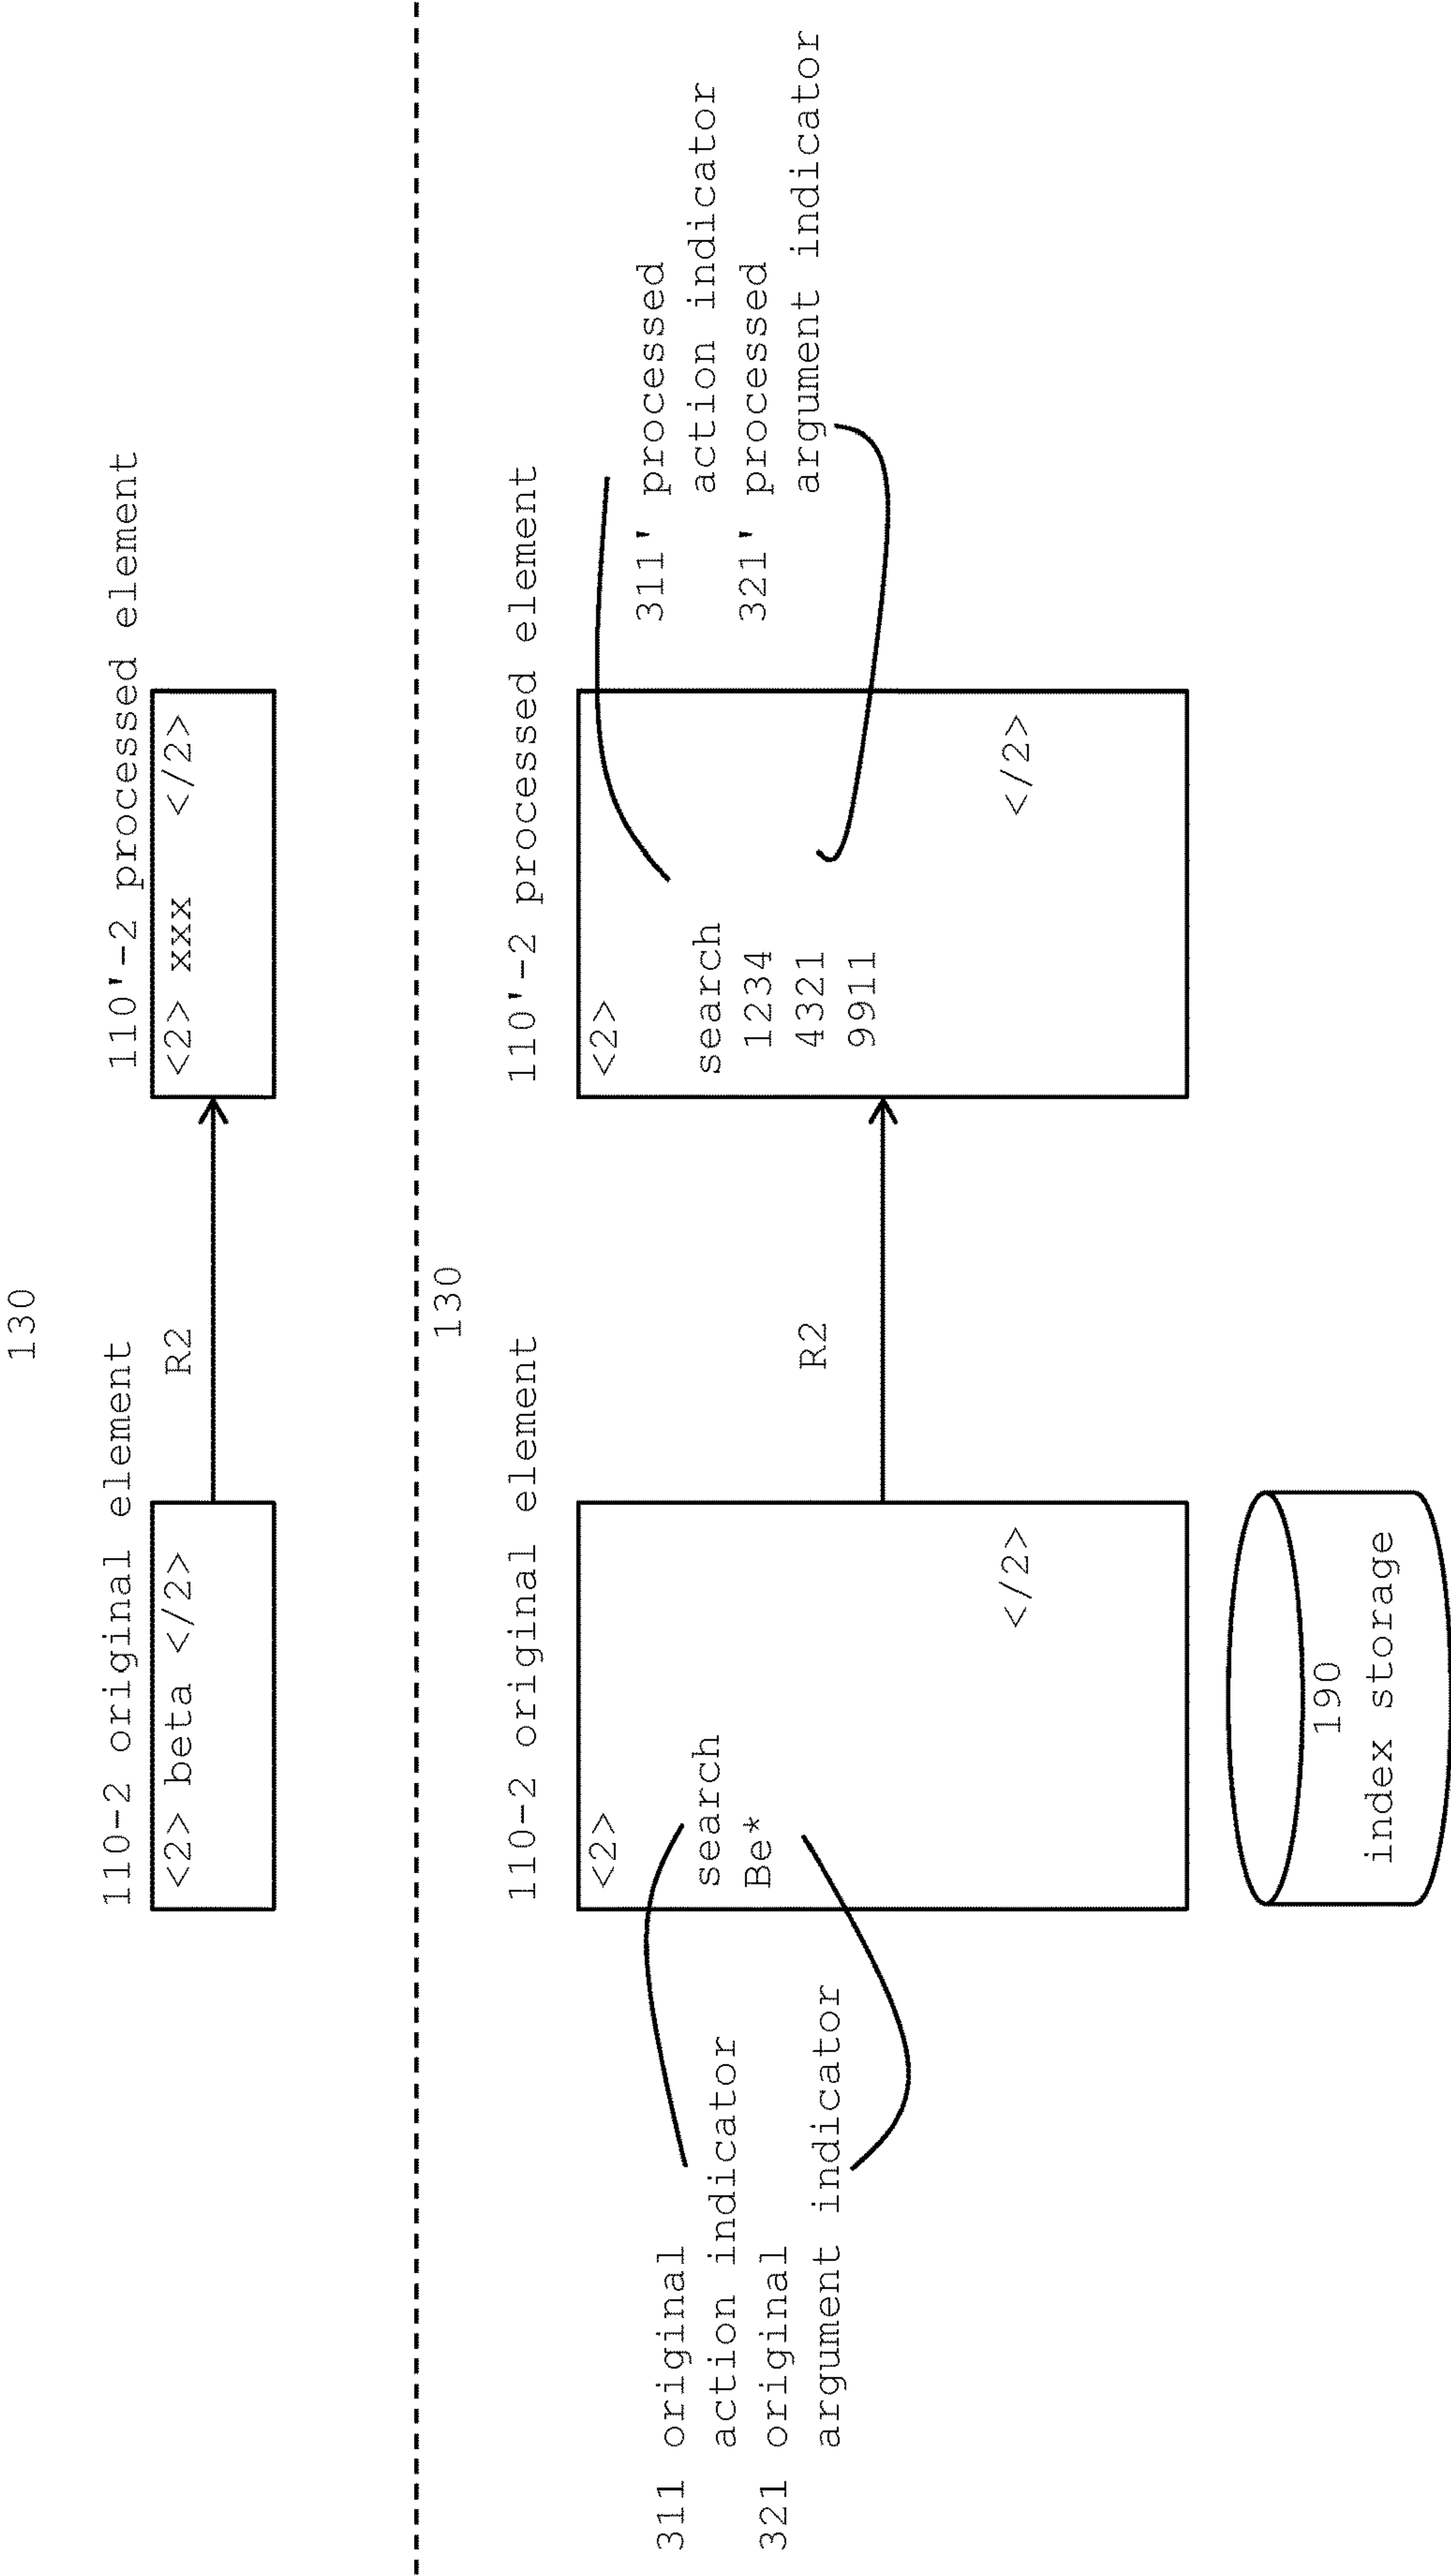 130
110-2 original element
<2> beta </2>
R2
110'-2 processed element
<2> xxx </2>
130
110-2 original element
<2>
search
Be*
</2>
311 original
action indicator
321 original
argument indicator
R2
110'-2 processed element
<2>
search
1234
4321
9911
</2>
311' processed
action indicator
321' processed
argument indicator
190
index storage